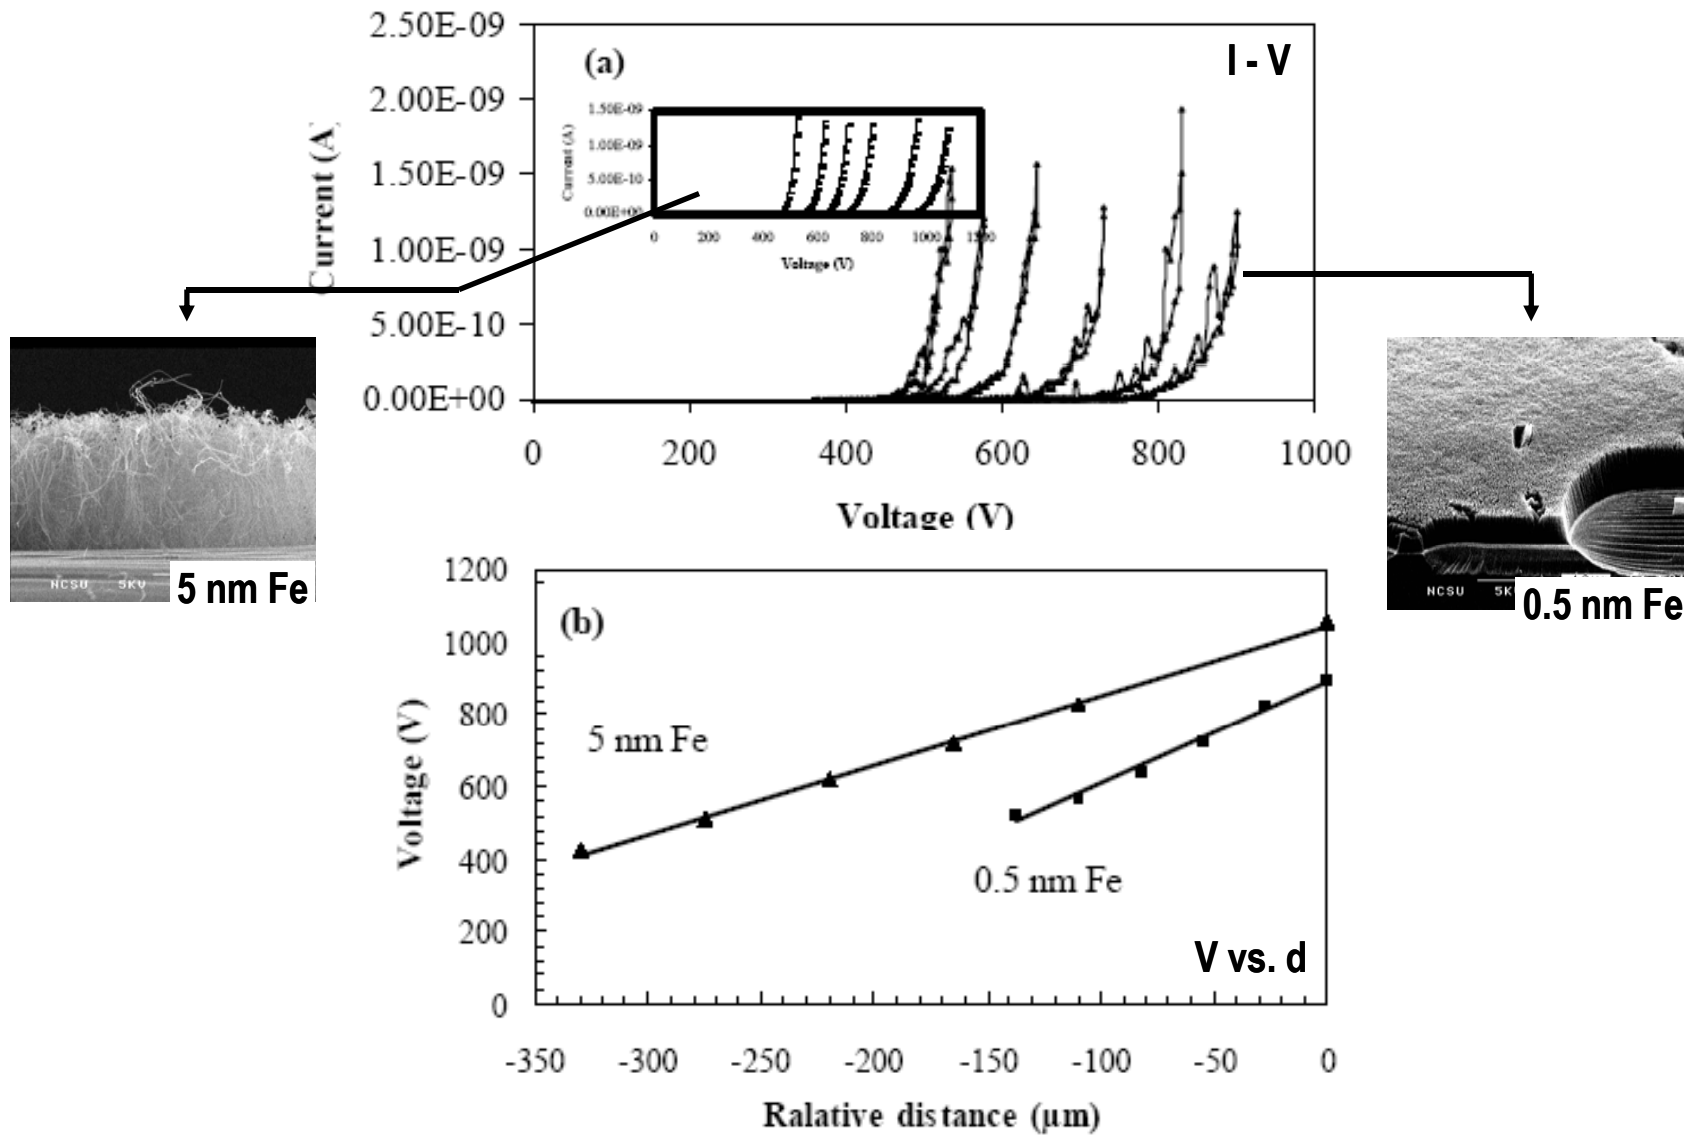 2.50E-09
2.00E-09
1.50E-09
1.00E-09
5.00E-10
0.00E+00
Current (A)
(a)
I - V
1.50E-09
1.00E-09
5.00E-10
0.00E+00
Current (A)
0 200 400 600 800 1000 1200
Voltage (V)
0 200 400 600 800 1000
Voltage (V)
NCSU 5KV
5 nm Fe
NCSU 5K
0.5 nm Fe
1200
1000
800
600
400
200
0
Voltage (V)
(b)
5 nm Fe
0.5 nm Fe
V vs. d
-350 -300 -250 -200 -150 -100 -50 0
Ralative distance (µm)